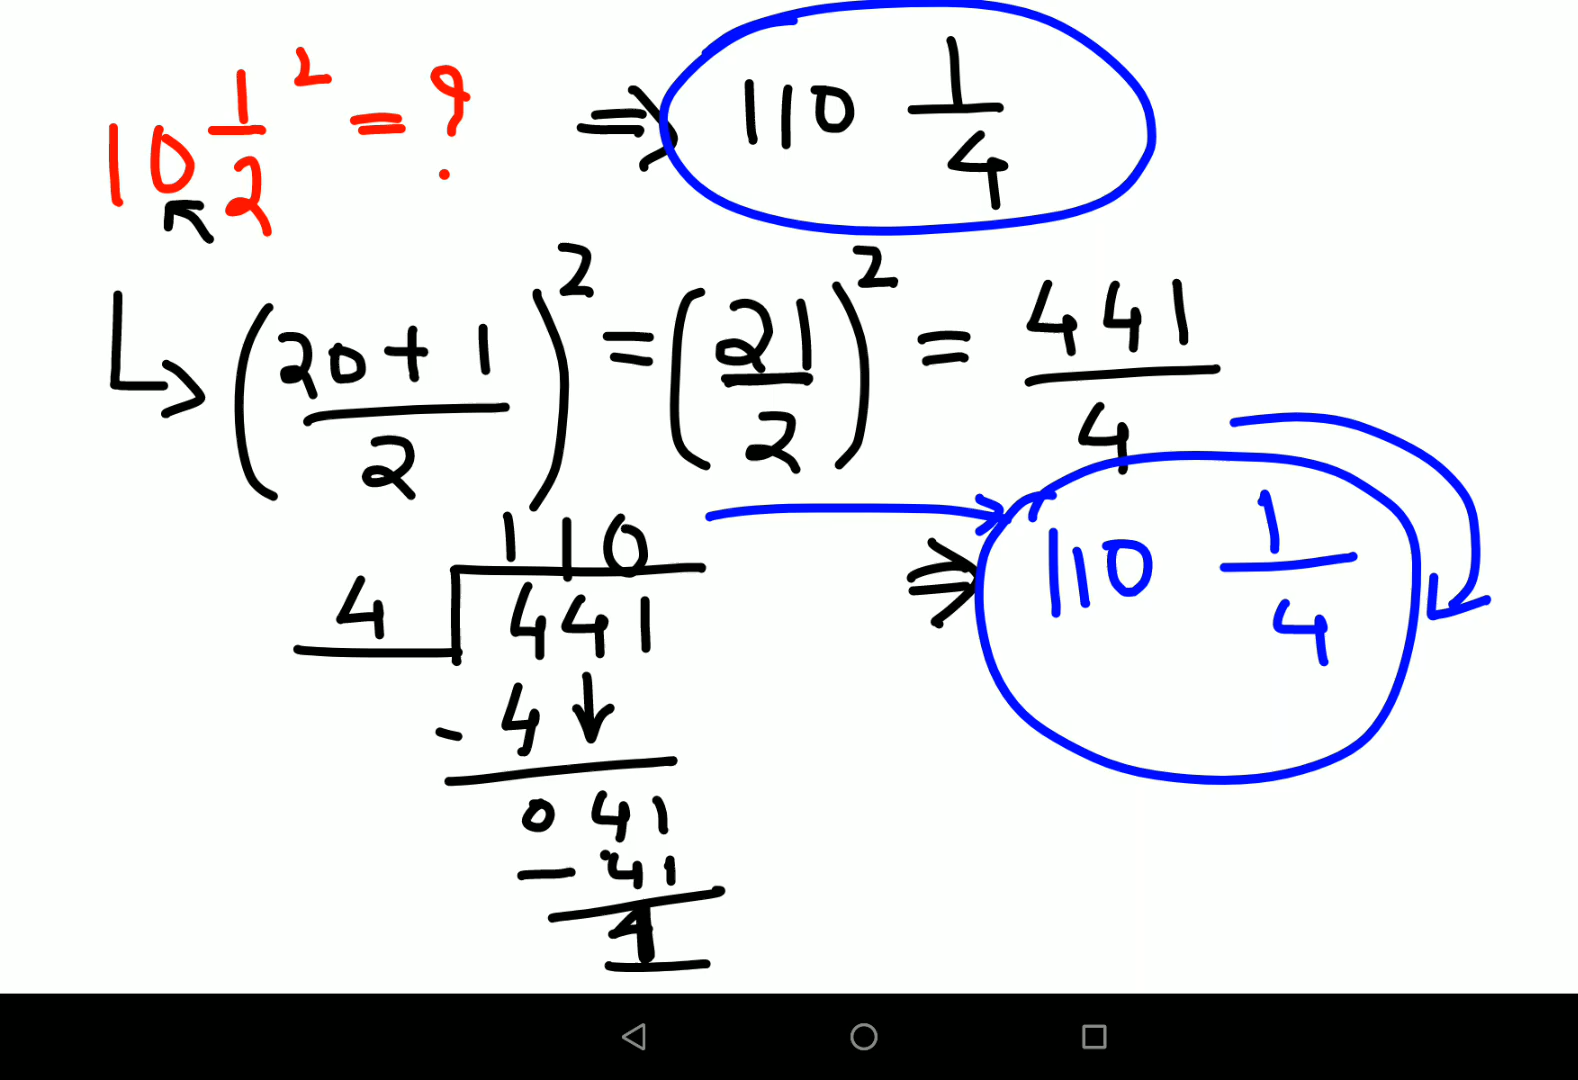 10 1/2 ² = ? ⇒ 110 1/4
↳ ((20 + 1)/2)² = (21/2)² = 441/4
110
4 441 ⇒ 110 1/4
- 4 ↓
041
- 41
1